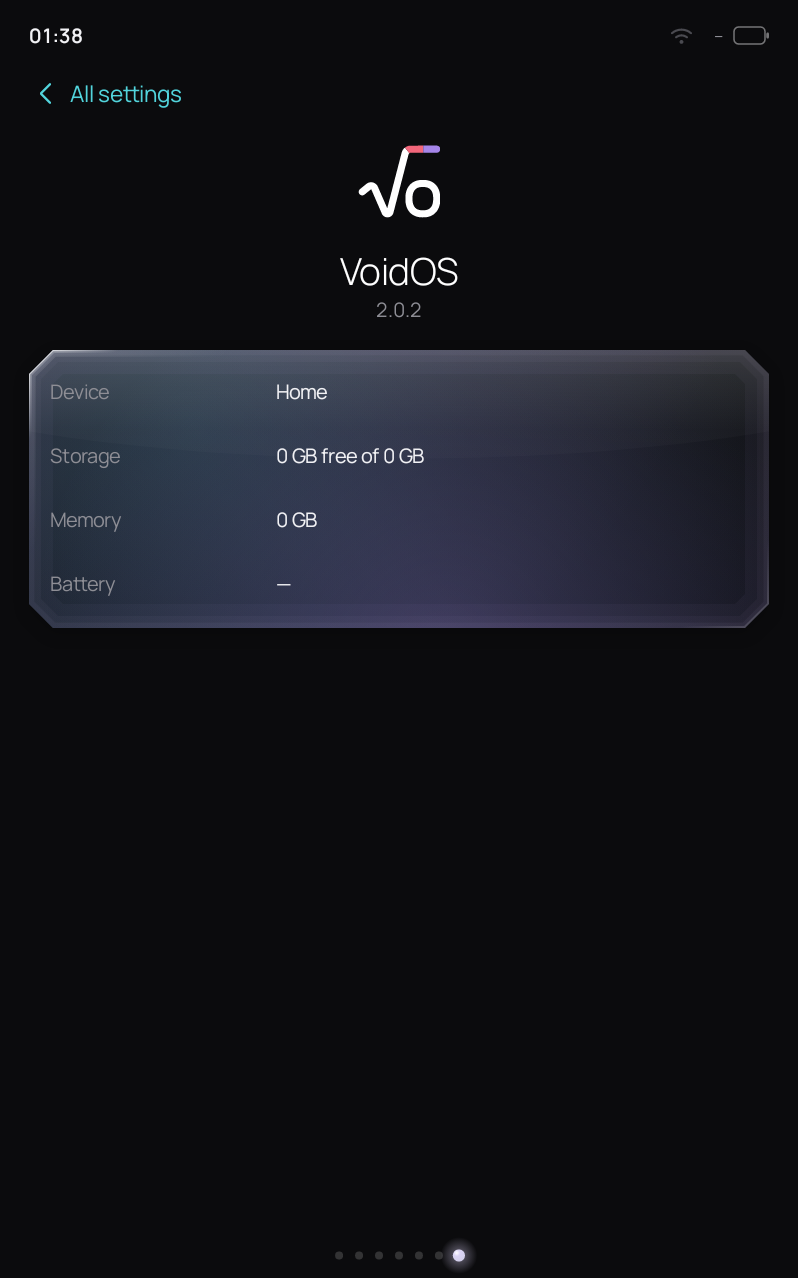 01:38
–
All settings
√o
VoidOS
2.0.2
Device Home
Storage 0 GB free of 0 GB
Memory 0 GB
Battery —